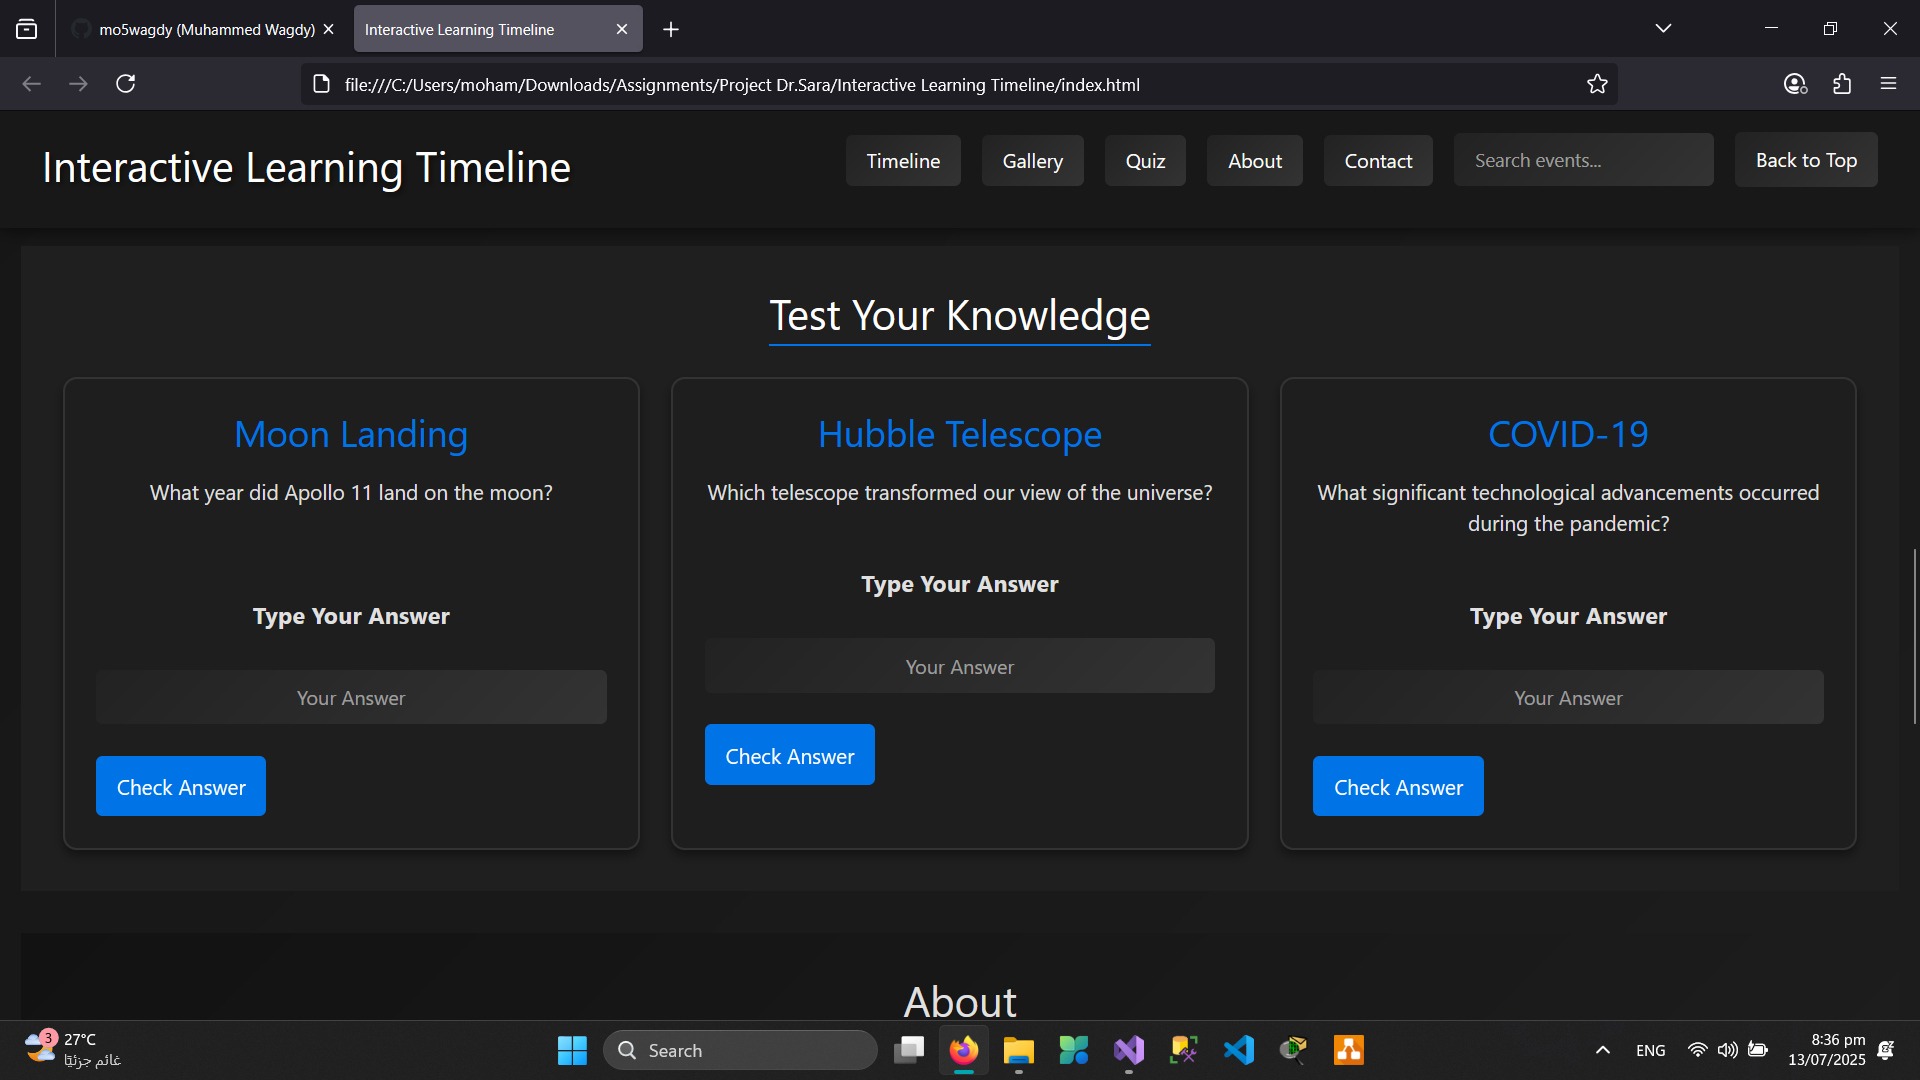 mo5wagdy (Muhammed Wagdy)
Interactive Learning Timeline
file:///C:/Users/moham/Downloads/Assignments/Project Dr.Sara/Interactive Learning Timeline/index.html
Interactive Learning Timeline
Timeline
Gallery
Quiz
About
Contact
Search events...
Back to Top
Test Your Knowledge
Moon Landing
What year did Apollo 11 land on the moon?
Type Your Answer
Your Answer
Check Answer
Hubble Telescope
Which telescope transformed our view of the universe?
Type Your Answer
Your Answer
Check Answer
COVID-19
What significant technological advancements occurred
during the pandemic?
Type Your Answer
Your Answer
Check Answer
About
3
27°C
غائم جزئيًا
Search
ENG
8:36 pm
13/07/2025